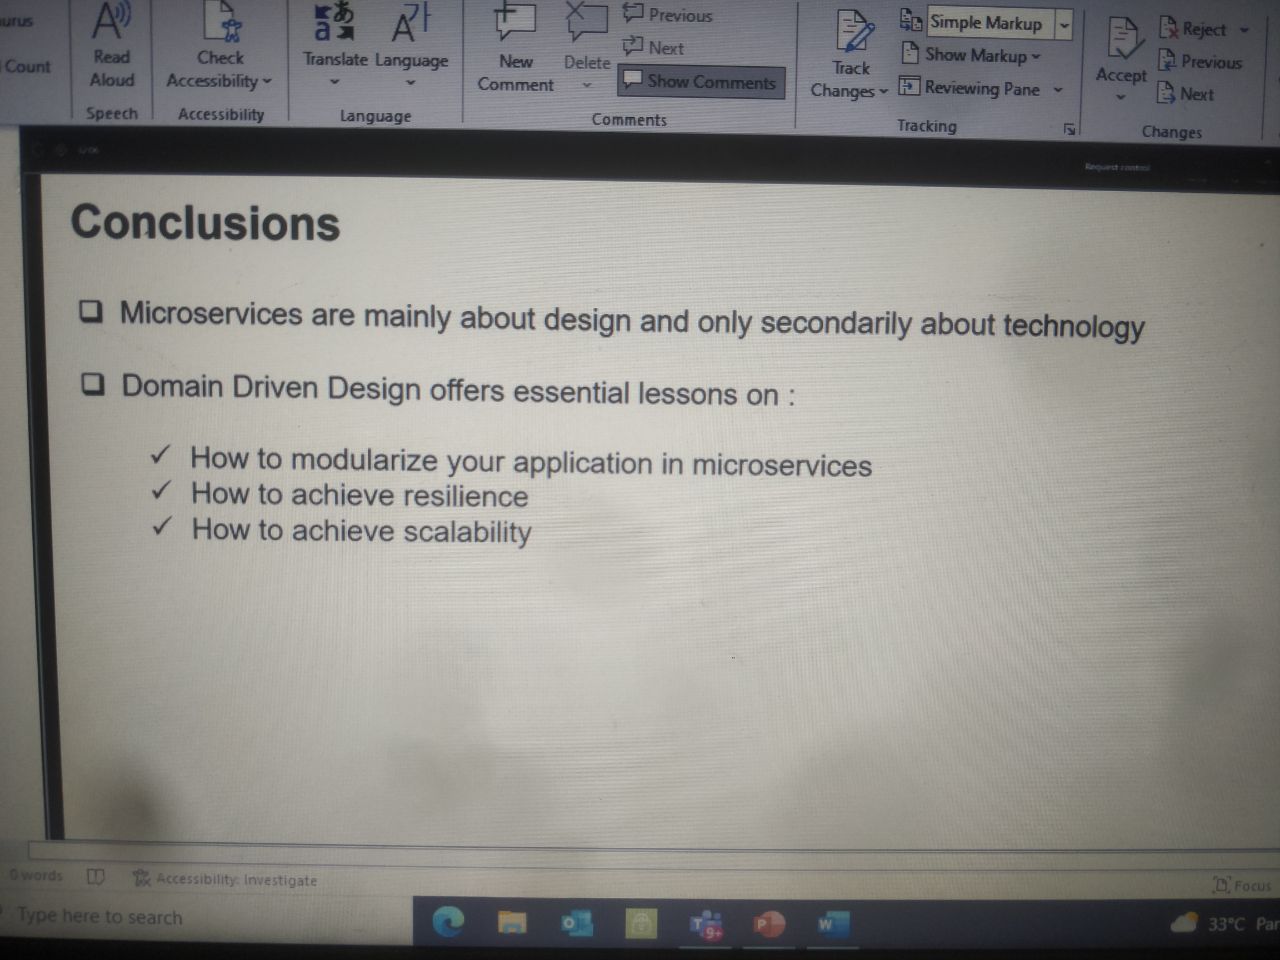 Count
Read Aloud
Speech
Check Accessibility
Accessibility
Translate
Language
Language
New Comment
Delete
Previous
Next
Show Comments
Comments
Track Changes
Simple Markup
Show Markup
Reviewing Pane
Tracking
Accept
Reject
Previous
Next
Changes
Request control
Conclusions
Microservices are mainly about design and only secondarily about technology
Domain Driven Design offers essential lessons on :
How to modularize your application in microservices
How to achieve resilience
How to achieve scalability
0 words
Accessibility: Investigate
Focus
Type here to search
9+
33°C